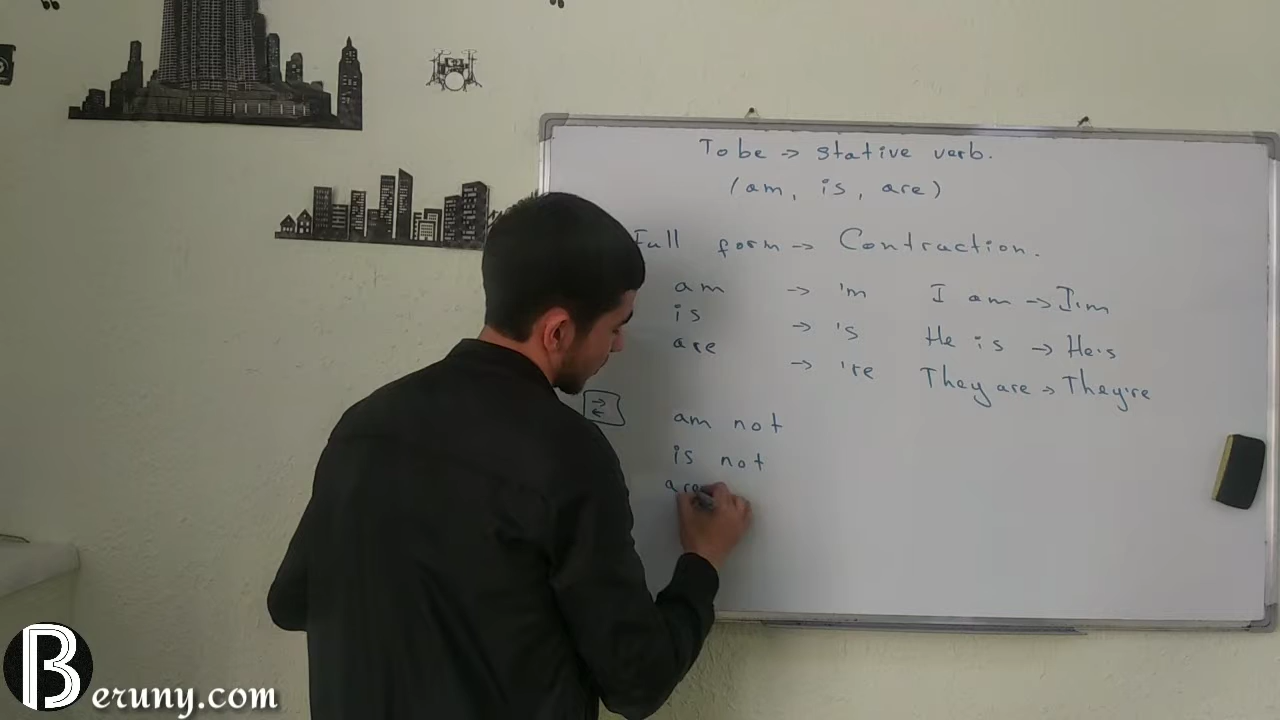 To be → stative verb.
(am, is, are)
Full form → Contraction.
am → 'm I am → I'm
is → 's He is → He's
are → 're They are → They're
am not
is not
are
Beruny.com